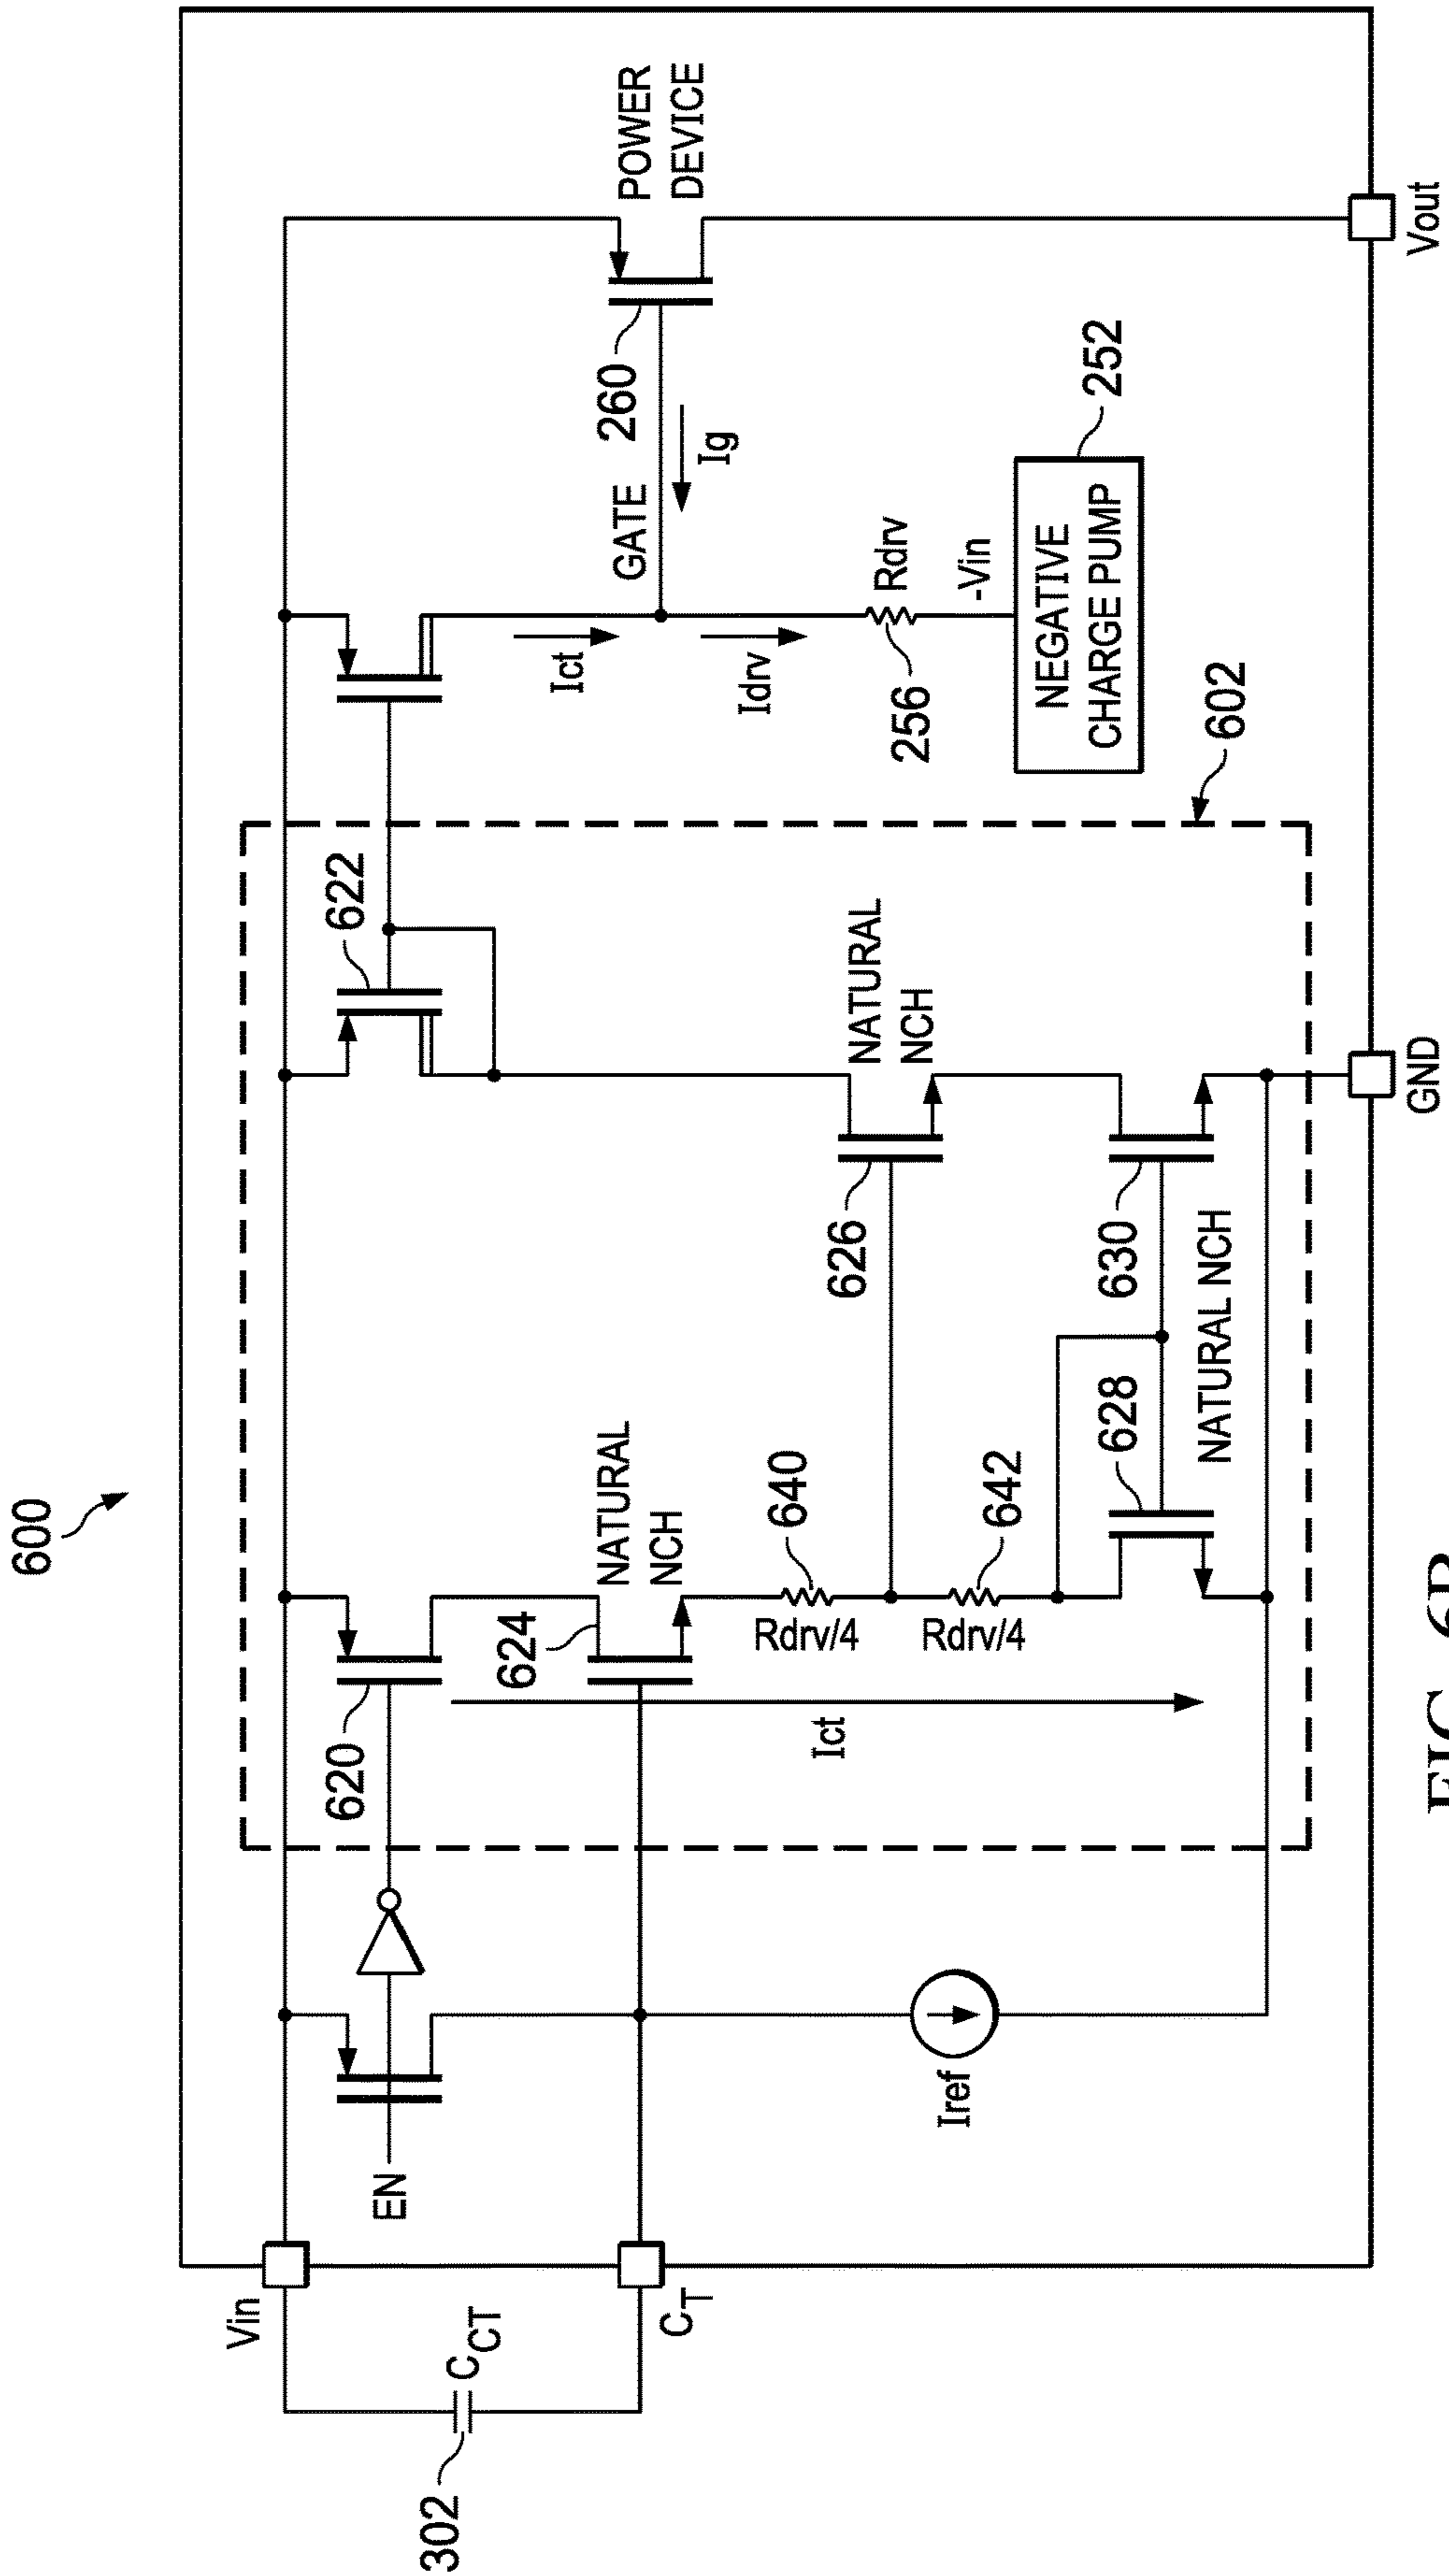 600
Vin
302
CCT
CT
EN
Iref
620
624
NATURAL
NCH
Ict
640
Rdrv/4
642
Rdrv/4
628
NATURAL NCH
622
626
NATURAL
NCH
630
602
Ict
GATE
Ig
Idrv
256
Rdrv
-Vin
NEGATIVE
CHARGE PUMP
252
260
POWER
DEVICE
GND
Vout
FIG. 6B